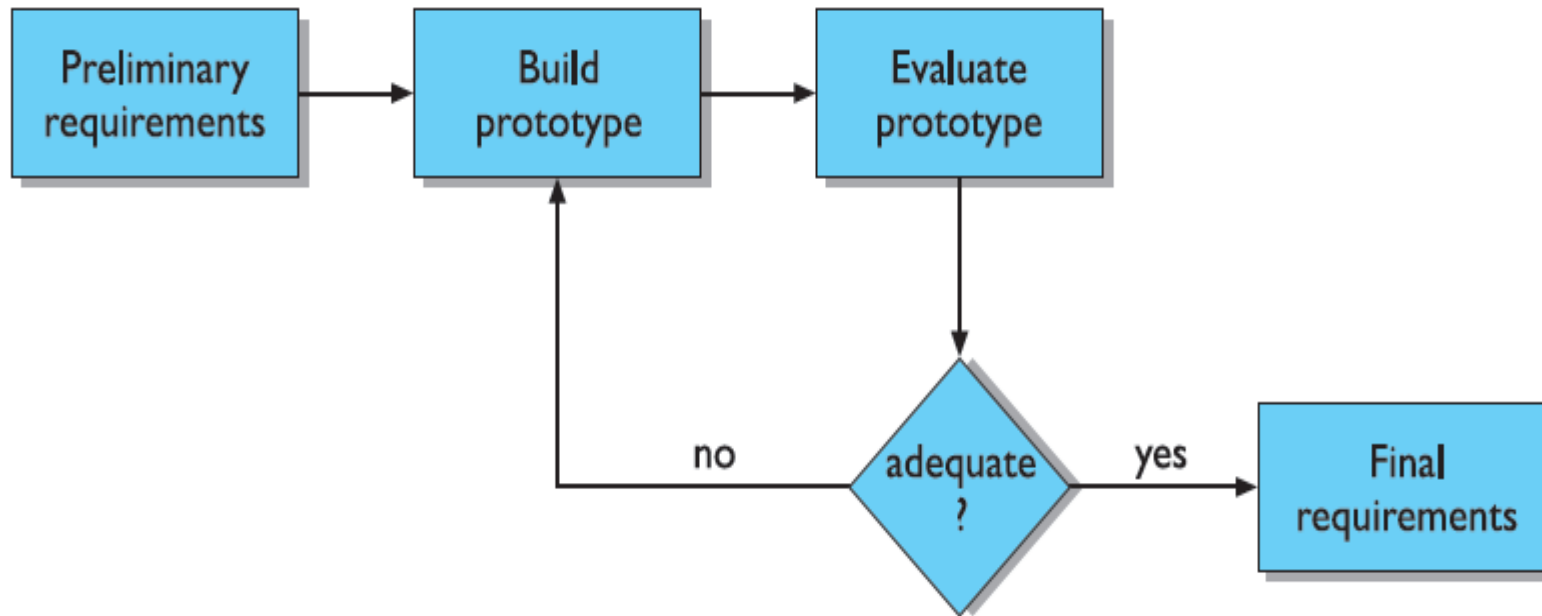 Preliminary
requirements
Build
prototype
Evaluate
prototype
no
adequate
?
yes
Final
requirements